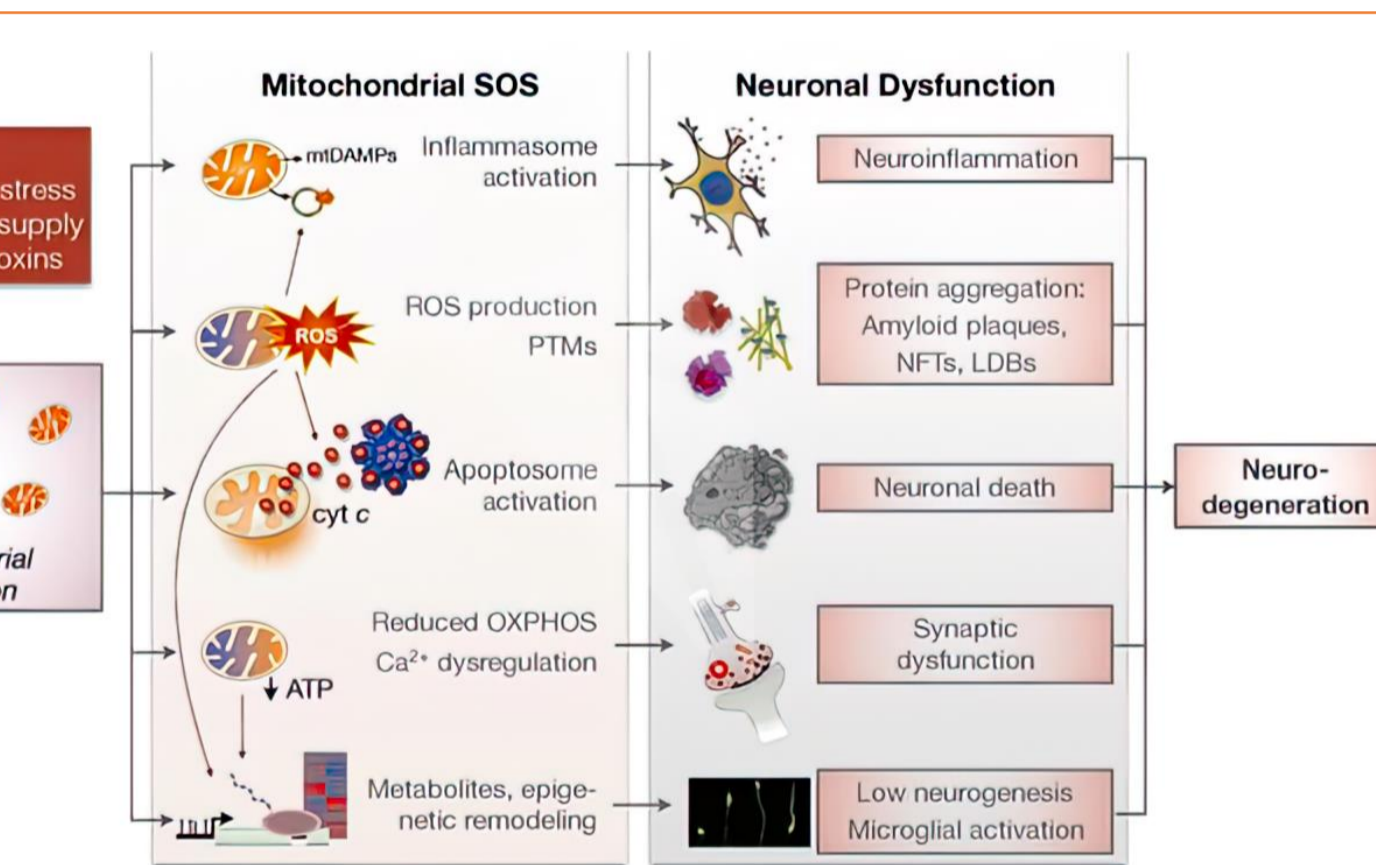 Mitochondrial SOS
Neuronal Dysfunction
stress
supply
oxins
rial
on
mtDAMPs
Inflammasome
activation
Neuroinflammation
ROS
ROS production
PTMs
Protein aggregation:
Amyloid plaques,
NFTs, LDBs
cyt c
Apoptosome
activation
Neuronal death
Neuro-
degeneration
ATP
Reduced OXPHOS
Ca²⁺ dysregulation
Synaptic
dysfunction
Metabolites, epige-
netic remodeling
Low neurogenesis
Microglial activation